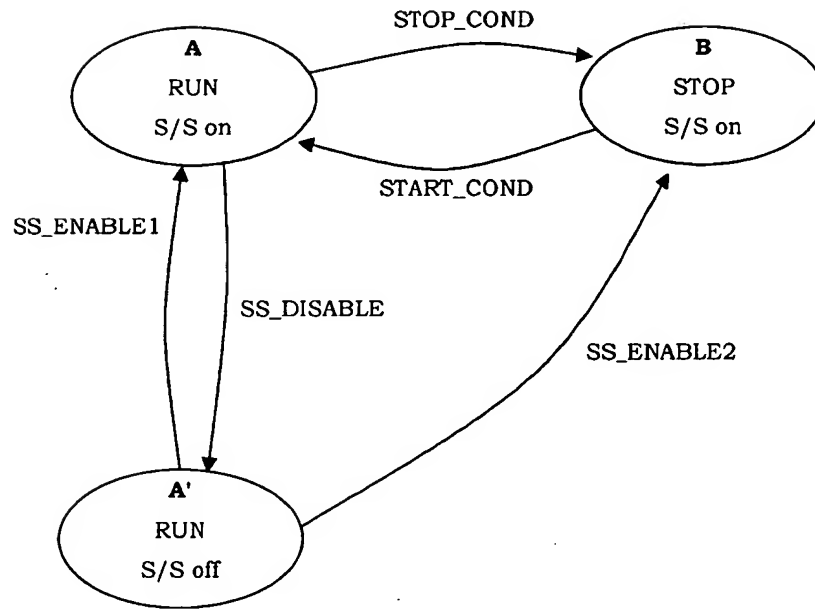 STOP_COND
A
RUN
S/S on
B
STOP
S/S on
START_COND
SS_ENABLE1
SS_DISABLE
SS_ENABLE2
A'
RUN
S/S off